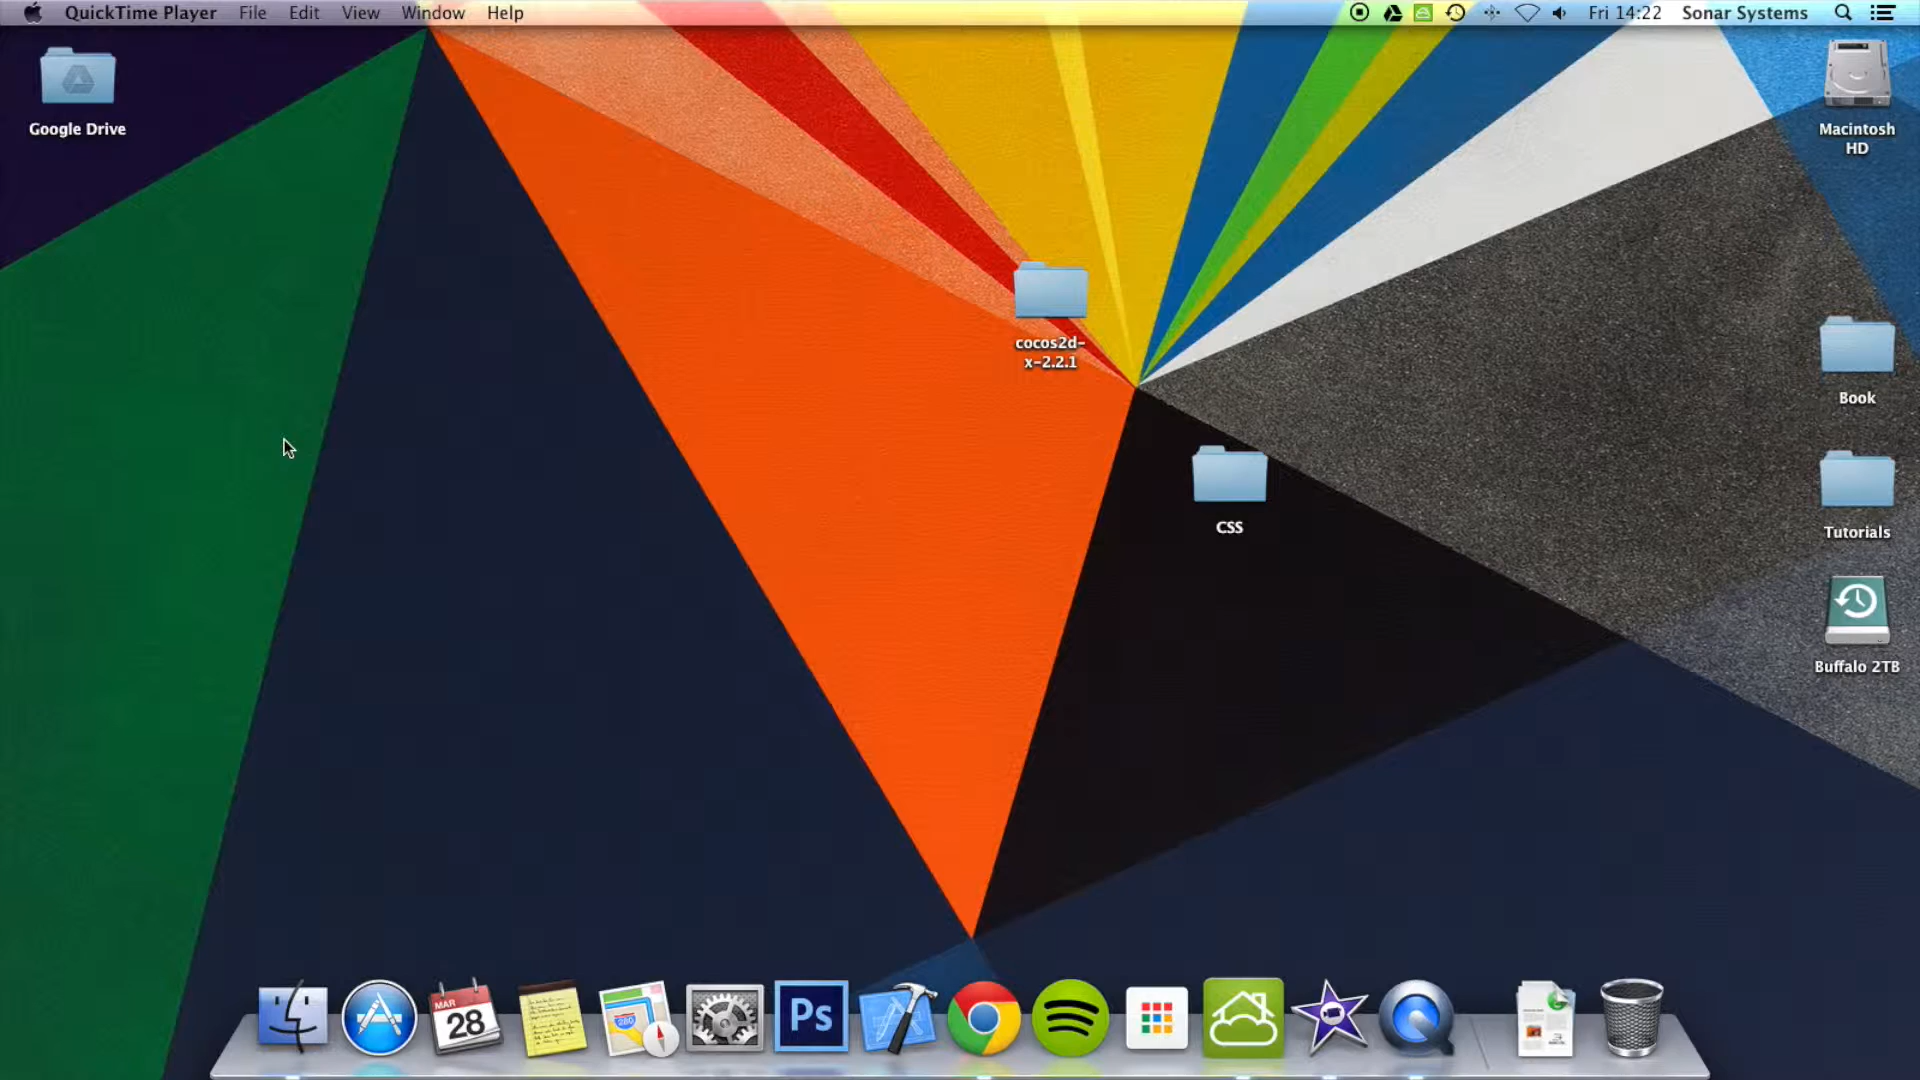 QuickTime Player File Edit View Window Help Fri 14:22 Sonar Systems
Google Drive
Macintosh
HD
cocos2d-
x-2.2.1
Book
CSS
Tutorials
Buffalo 2TB
MAR
28
280
Ps